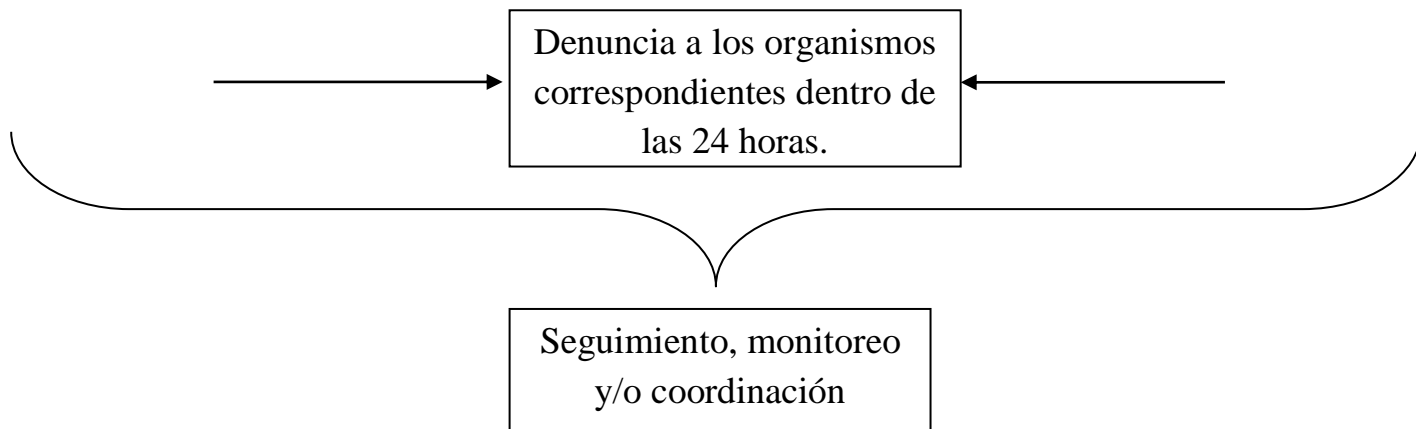 Denuncia a los organismos
correspondientes dentro de
las 24 horas.
Seguimiento, monitoreo
y/o coordinación